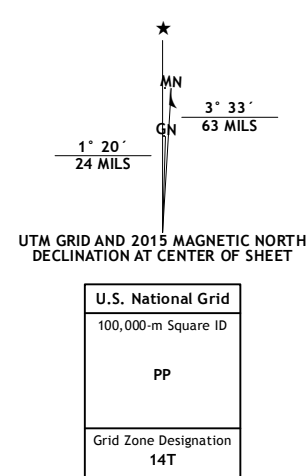 ★
MN
3° 33´
GN
63 MILS
1° 20´
24 MILS
UTM GRID AND 2015 MAGNETIC NORTH
DECLINATION AT CENTER OF SHEET
U.S. National Grid
100,000-m Square ID
PP
Grid Zone Designation
14T